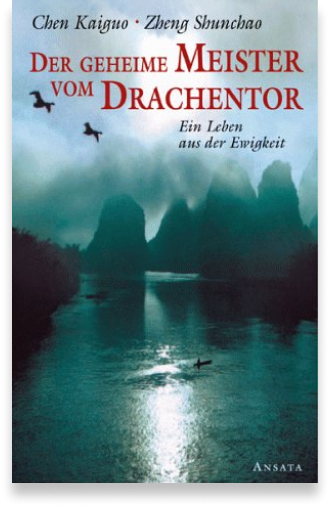 Chen Kaiguo · Zheng Shunchao
DER GEHEIME MEISTER
VOM DRACHENTOR
Ein Leben
aus der Ewigkeit
ANSATA